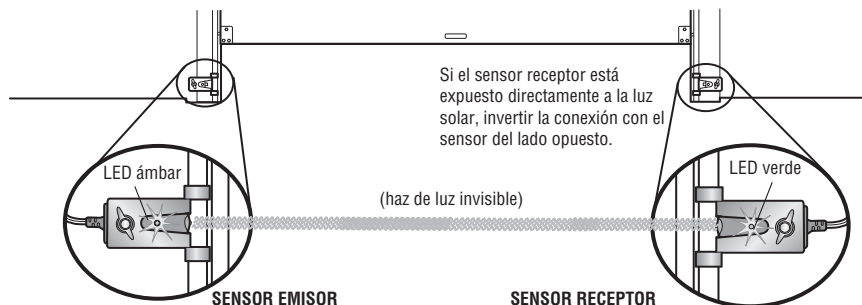 Si el sensor receptor está
expuesto directamente a la luz
solar, invertir la conexión con el
sensor del lado opuesto.
LED ámbar
LED verde
(haz de luz invisible)
SENSOR EMISOR
SENSOR RECEPTOR